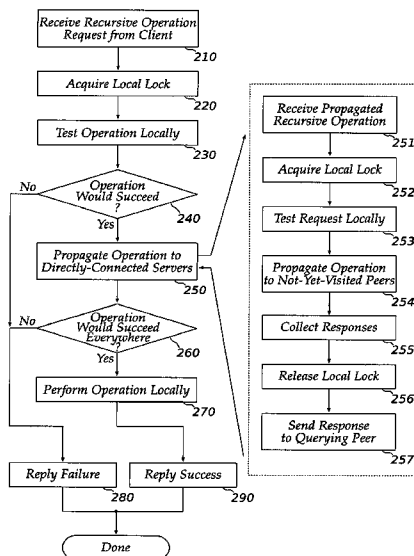 Receive Recursive Operation
Request from Client
210
Acquire Local Lock
220
Test Operation Locally
230
No
Operation
Would Succeed
?
240
Yes
Propagate Operation to
Directly-Connected Servers
250
No
Operation
Would Succeed
Everywhere
?
260
Yes
Perform Operation Locally
270
Reply Failure
280
Reply Success
290
Done
Receive Propagated
Recursive Operation
251
Acquire Local Lock
252
Test Request Locally
253
Propagate Operation
to Not-Yet-Visited Peers
254
Collect Responses
255
Release Local Lock
256
Send Response
to Querying Peer
257